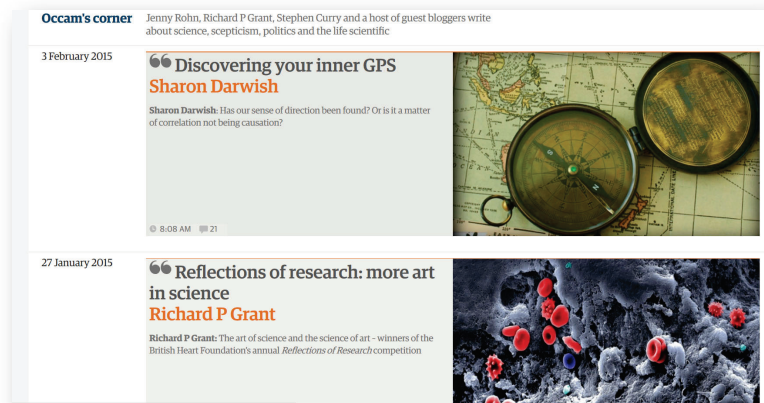 Occam's corner
Jenny Rohn, Richard P Grant, Stephen Curry and a host of guest bloggers write
about science, scepticism, politics and the life scientific
3 February 2015
Discovering your inner GPS
Sharon Darwish
Sharon Darwish: Has our sense of direction been found? Or is it a matter
of correlation not being causation?
8:08 AM 21
27 January 2015
Reflections of research: more art
in science
Richard P Grant
Richard P Grant: The art of science and the science of art – winners of the
British Heart Foundation's annual Reflections of Research competition